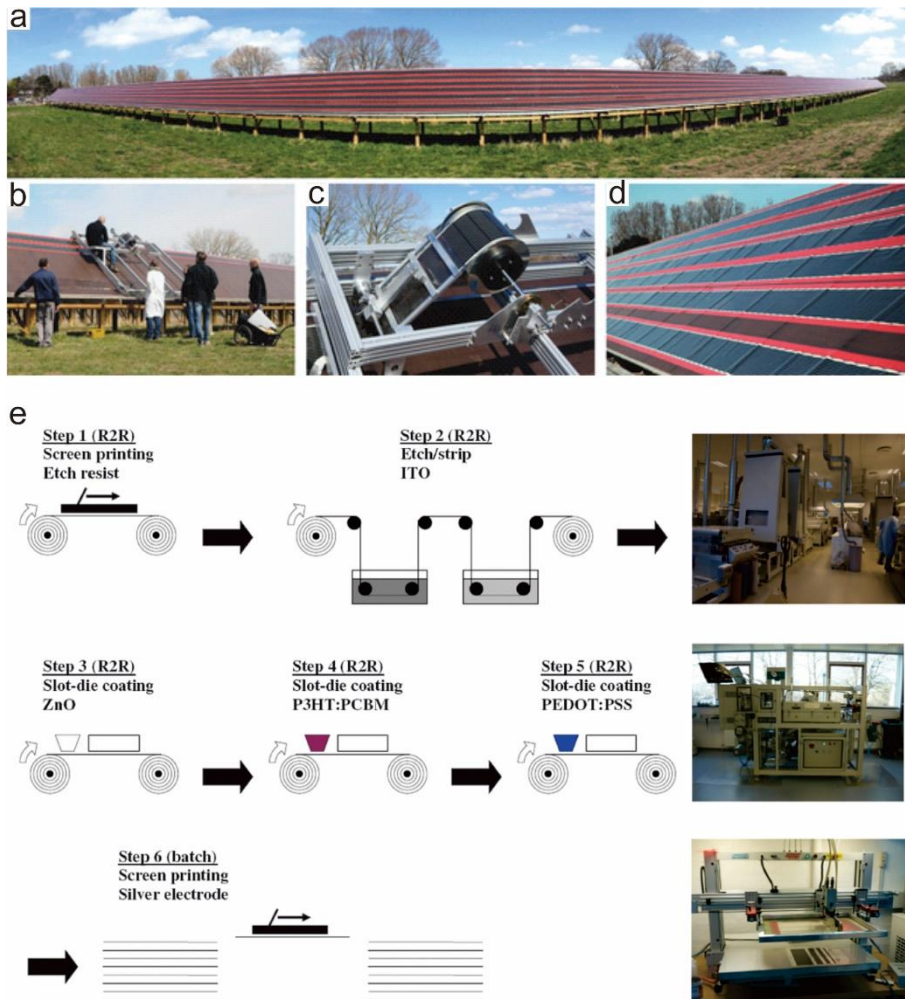 a
b
c
d
e
Step 1 (R2R)
Screen printing
Etch resist
Step 2 (R2R)
Etch/strip
ITO
Step 3 (R2R)
Slot-die coating
ZnO
Step 4 (R2R)
Slot-die coating
P3HT:PCBM
Step 5 (R2R)
Slot-die coating
PEDOT:PSS
Step 6 (batch)
Screen printing
Silver electrode